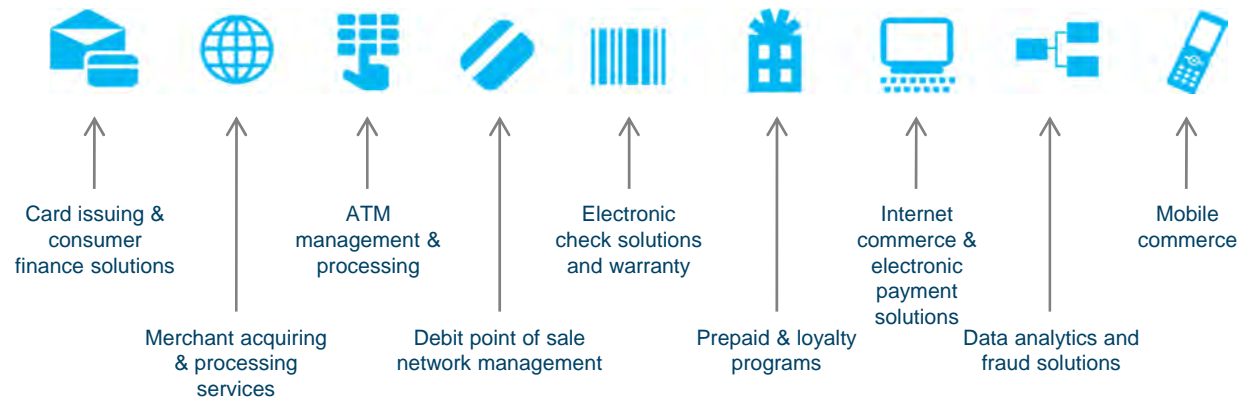 Card issuing &
consumer
finance solutions
Merchant acquiring
& processing
services
ATM
management &
processing
Debit point of sale
network management
Electronic
check solutions
and warranty
Prepaid & loyalty
programs
Internet
commerce &
electronic
payment
solutions
Data analytics and
fraud solutions
Mobile
commerce